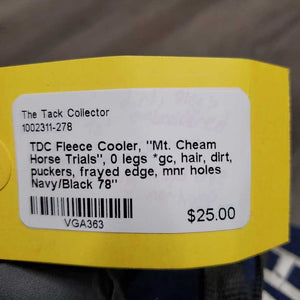 The Tack Collector
1002311-278
TDC Fleece Cooler, "Mt. Cheam
Horse Trials", 0 legs *gc, hair, dirt,
puckers, frayed edge, mnr holes
Navy/Black 78"
$25.00
VGA363